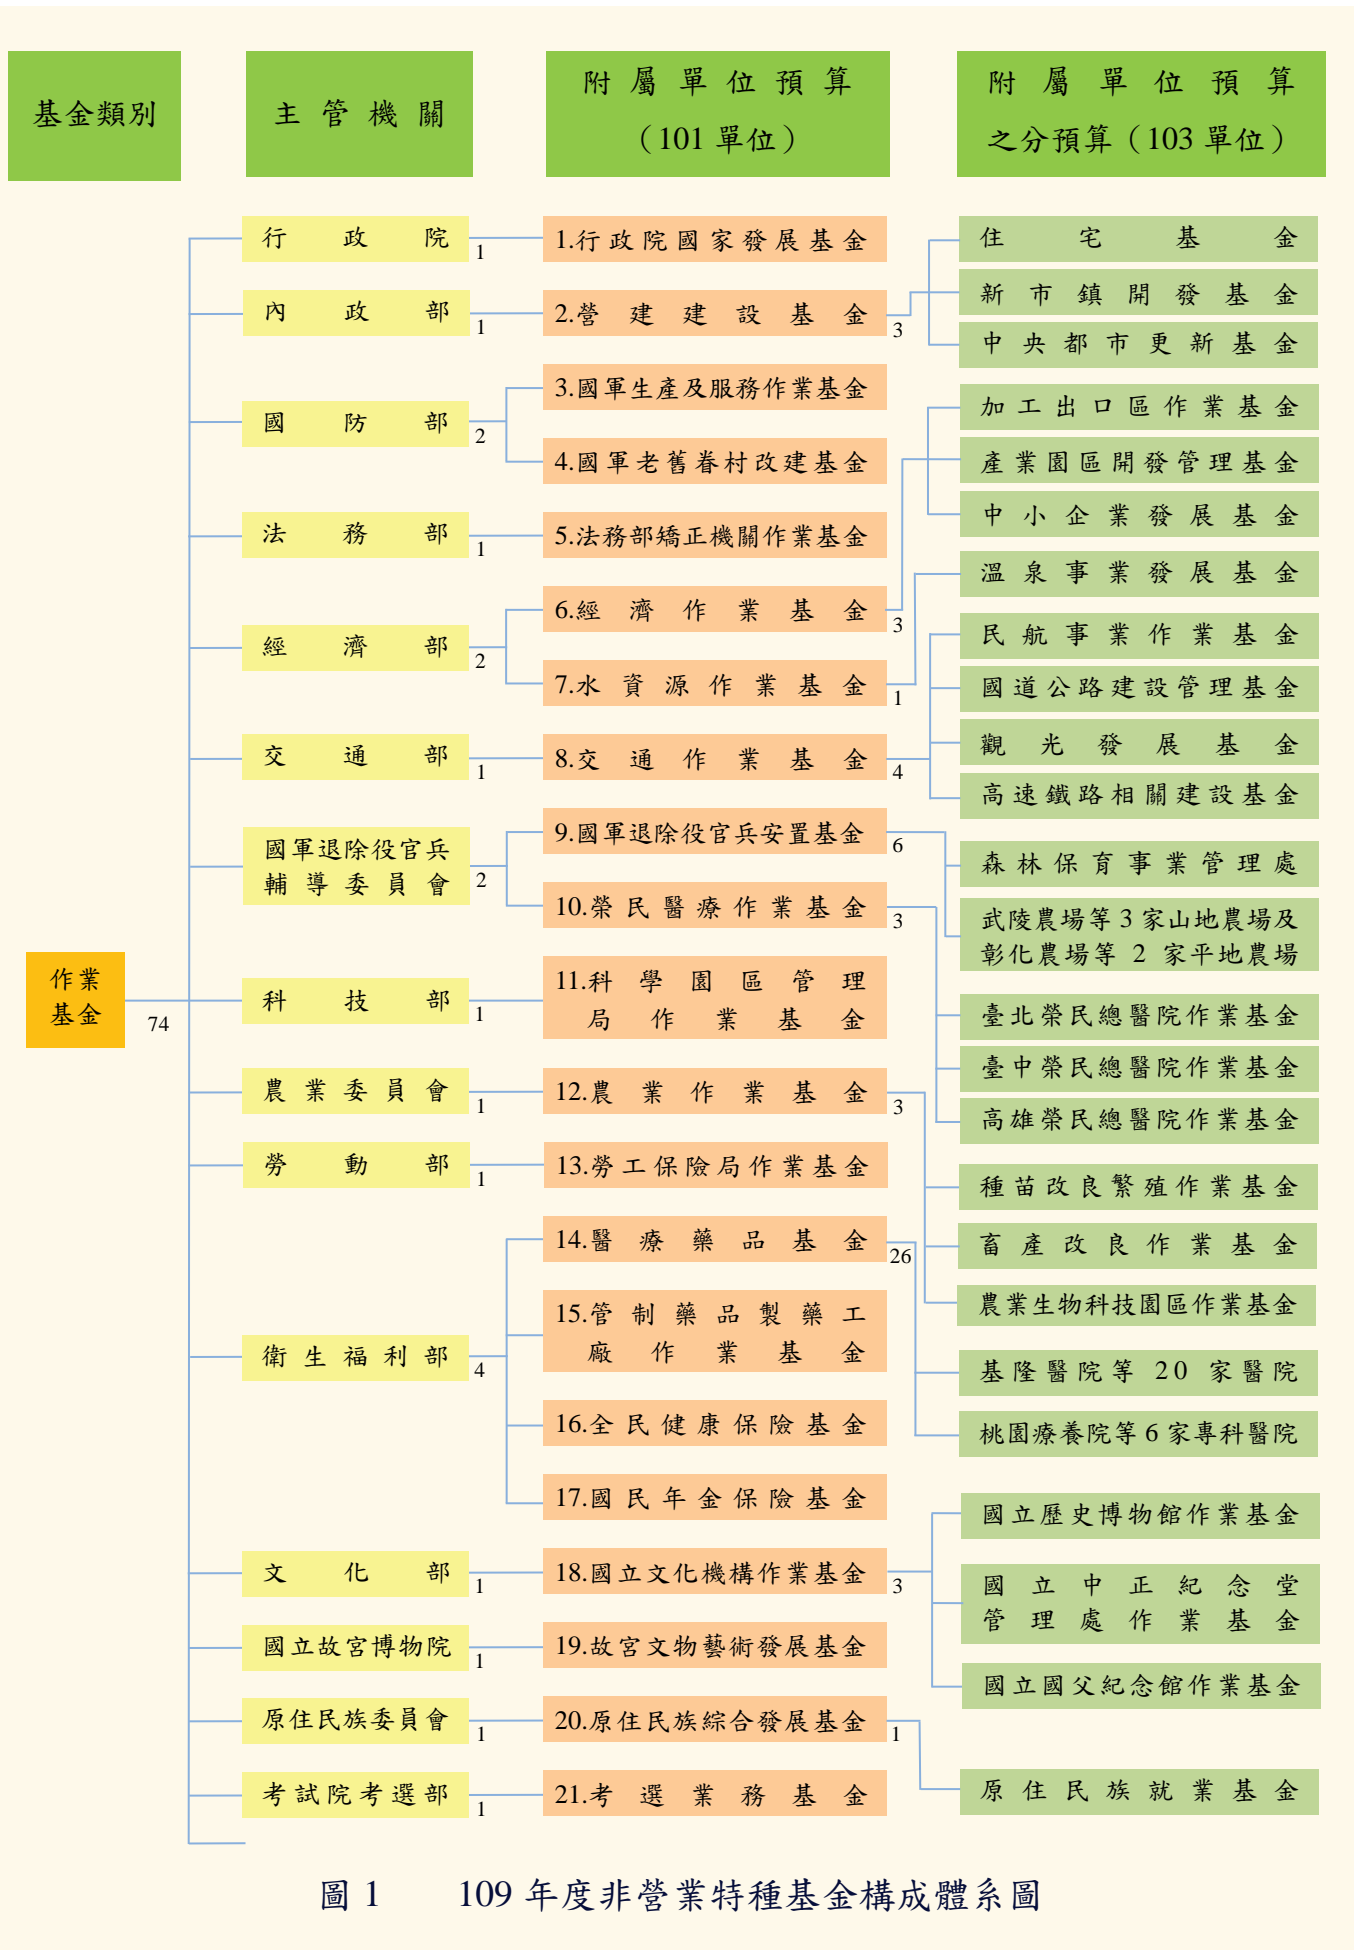 基金類別
主管機關
附屬單位預算
（101 單位）
附屬單位預算
之分預算（103 單位）
作業
基金
74
行政院
1
1.行政院國家發展基金
內政部
1
2.營建建設基金
3
住宅基金
新市鎮開發基金
中央都市更新基金
國防部
2
3.國軍生產及服務作業基金
4.國軍老舊眷村改建基金
法務部
1
5.法務部矯正機關作業基金
經濟部
2
6.經濟作業基金
3
加工出口區作業基金
產業園區開發管理基金
中小企業發展基金
7.水資源作業基金
1
溫泉事業發展基金
交通部
1
8.交通作業基金
4
民航事業作業基金
國道公路建設管理基金
觀光發展基金
高速鐵路相關建設基金
國軍退除役官兵
輔導委員會
2
9.國軍退除役官兵安置基金
6
森林保育事業管理處
武陵農場等 3 家山地農場及
彰化農場等 2 家平地農場
10.榮民醫療作業基金
3
臺北榮民總醫院作業基金
臺中榮民總醫院作業基金
高雄榮民總醫院作業基金
科技部
1
11.科學園區管理
局作業基金
農業委員會
1
12.農業作業基金
3
種苗改良繁殖作業基金
畜產改良作業基金
農業生物科技園區作業基金
勞動部
1
13.勞工保險局作業基金
衛生福利部
4
14.醫療藥品基金
26
基隆醫院等 20 家醫院
桃園療養院等 6 家專科醫院
15.管制藥品製藥工
廠作業基金
16.全民健康保險基金
17.國民年金保險基金
文化部
1
18.國立文化機構作業基金
3
國立歷史博物館作業基金
國立中正紀念堂
管理處作業基金
國立國父紀念館作業基金
國立故宮博物院
1
19.故宮文物藝術發展基金
原住民族委員會
1
20.原住民族綜合發展基金
1
原住民族就業基金
考試院考選部
1
21.考選業務基金
圖 1 109 年度非營業特種基金構成體系圖